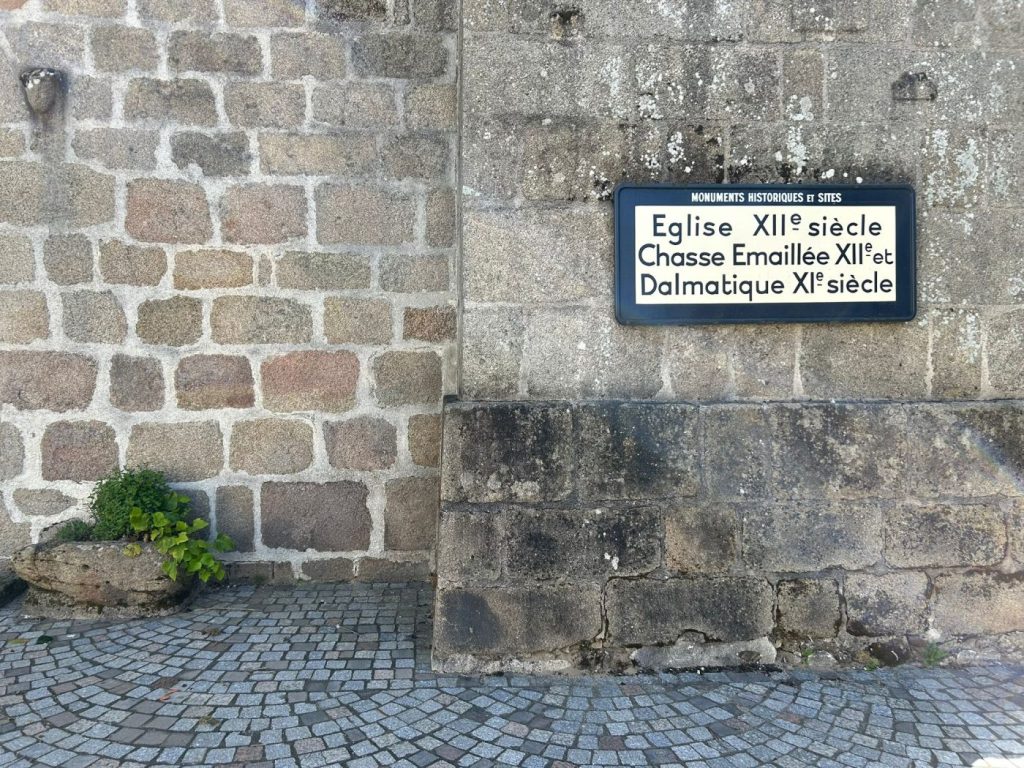 MONUMENTS HISTORIQUES ET SITES
Eglise XIIe siècle
Chasse Emaillée XIIe et
Dalmatique XIe siècle